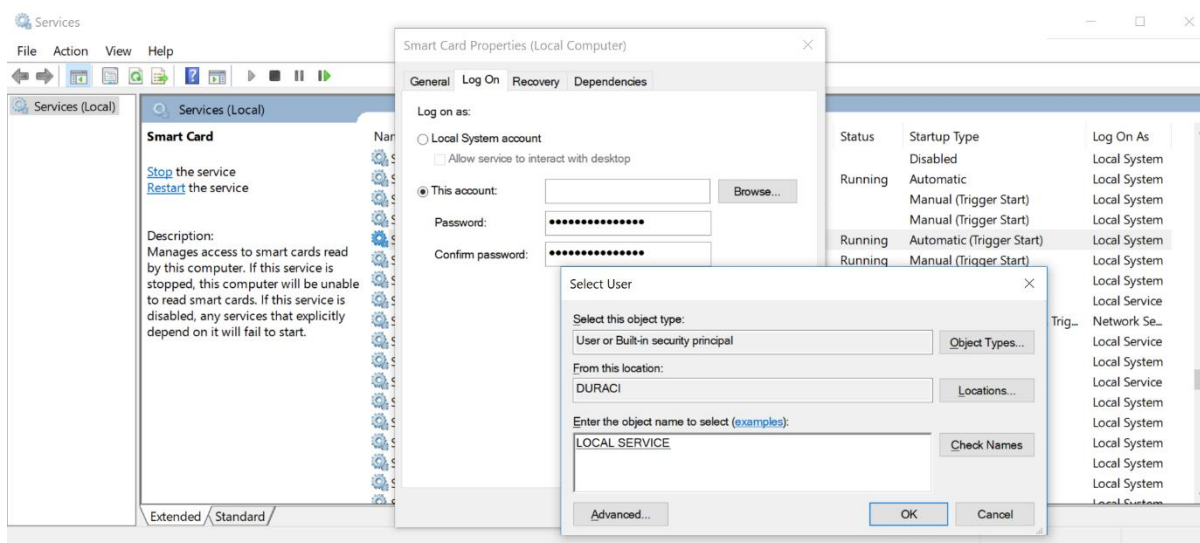 Services
File Action View Help
Services (Local)
Services (Local)
Smart Card
Stop the service
Restart the service
Description:
Manages access to smart cards read
by this computer. If this service is
stopped, this computer will be unable
to read smart cards. If this service is
disabled, any services that explicitly
depend on it will fail to start.
Extended Standard
Smart Card Properties (Local Computer)
General Log On Recovery Dependencies
Log on as:
Local System account
Allow service to interact with desktop
This account: Browse...
Password: •••••••••••••••
Confirm password: •••••••••••••••
Select User
Select this object type:
User or Built-in security principal Object Types...
From this location:
DURACI Locations...
Enter the object name to select (examples):
LOCAL SERVICE Check Names
Advanced... OK Cancel
Status Startup Type Log On As
Disabled Local System
Running Automatic Local System
Manual (Trigger Start) Local System
Manual (Trigger Start) Local System
Running Automatic (Trigger Start) Local System
Running Manual (Trigger Start) Local System
Local System
Local Service
Trig... Network Se...
Local Service
Local System
Local Service
Local System
Local System
Local System
Local System
Local System
Local System